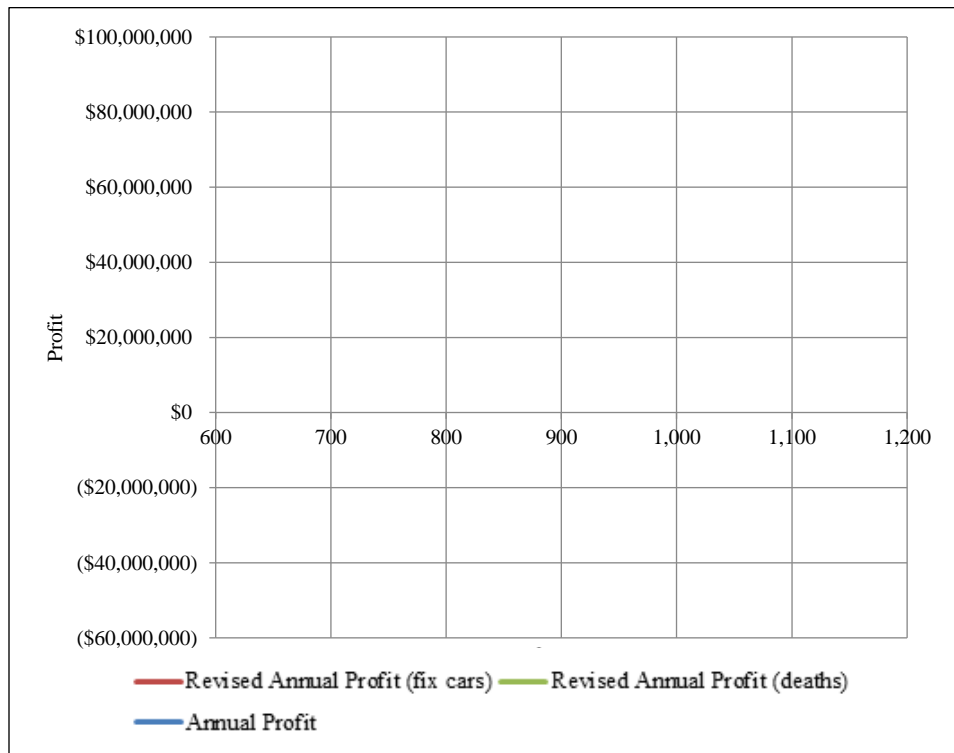 $100,000,000
$80,000,000
$60,000,000
$40,000,000
$20,000,000
$0
($20,000,000)
($40,000,000)
($60,000,000)
Profit
600 700 800 900 1,000 1,100 1,200
Revised Annual Profit (fix cars) Revised Annual Profit (deaths)
Annual Profit